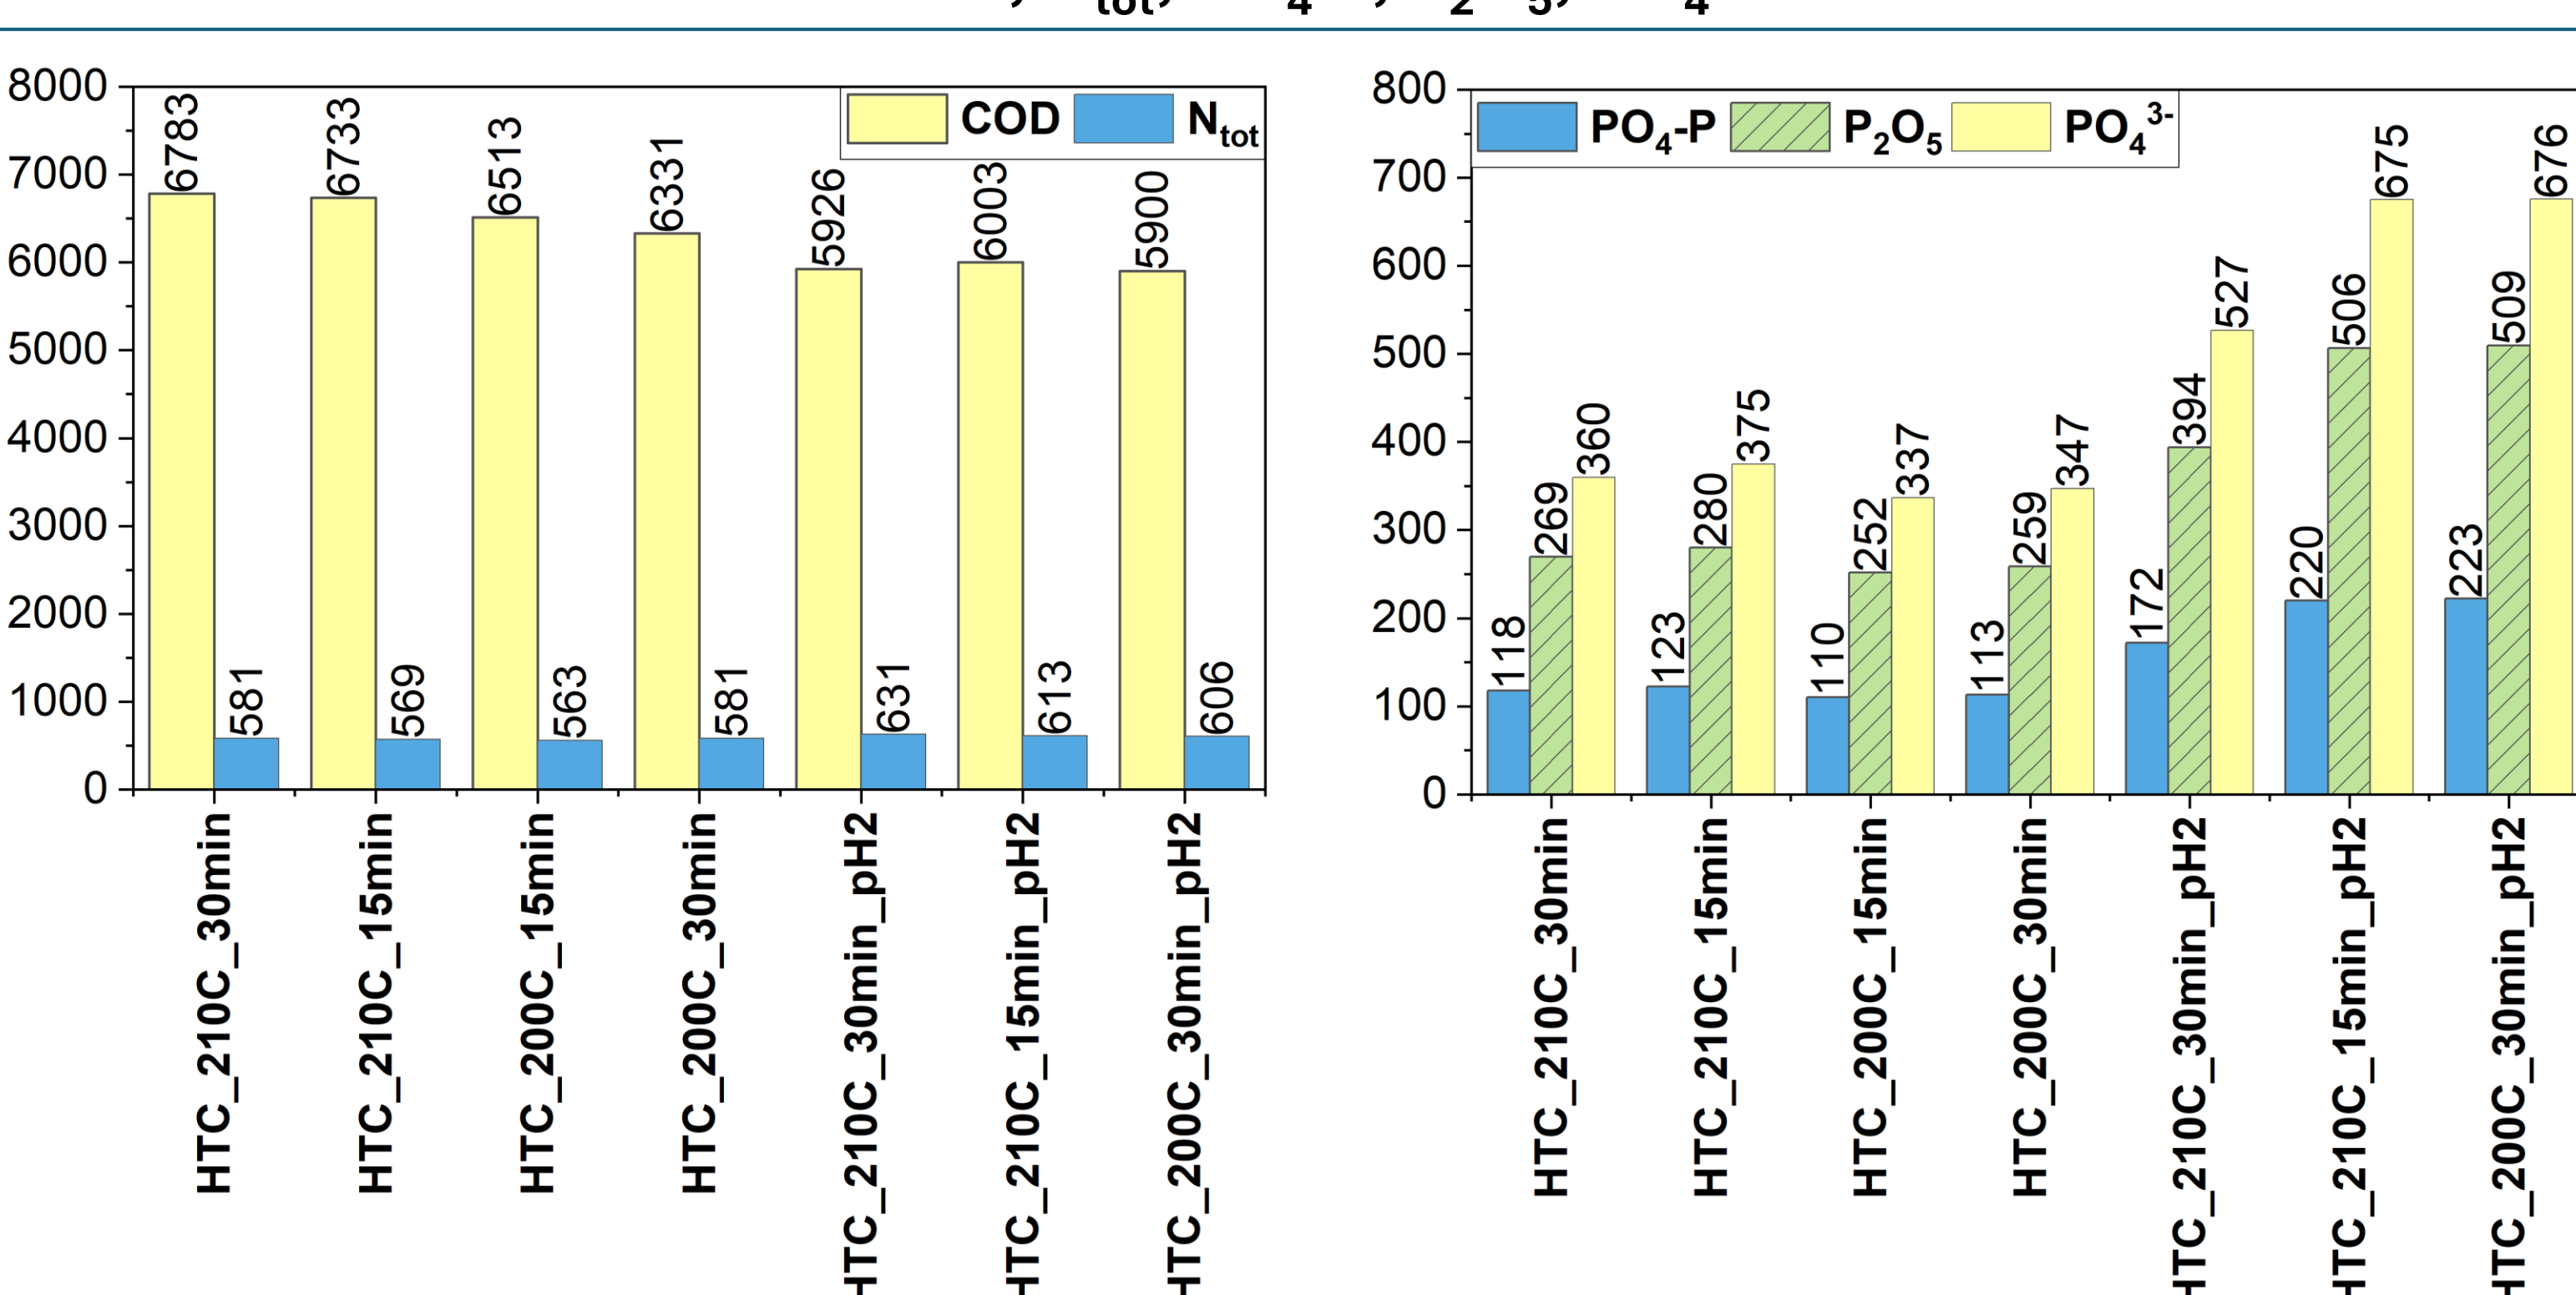 8000
7000
6000
5000
4000
3000
2000
1000
0
COD N_tot
6783 581
6733 569
6513 563
6331 581
5926 631
6003 613
5900 606
HTC_210C_30min
HTC_210C_15min
HTC_200C_15min
HTC_200C_30min
HTC_210C_30min_pH2
HTC_210C_15min_pH2
HTC_200C_30min_pH2
800
700
600
500
400
300
200
100
0
PO₄-P P₂O₅ PO₄³⁻
118 269 360
123 280 375
110 252 337
113 259 347
172 394 527
220 506 675
223 509 676
HTC_210C_30min
HTC_210C_15min
HTC_200C_15min
HTC_200C_30min
HTC_210C_30min_pH2
HTC_210C_15min_pH2
HTC_200C_30min_pH2